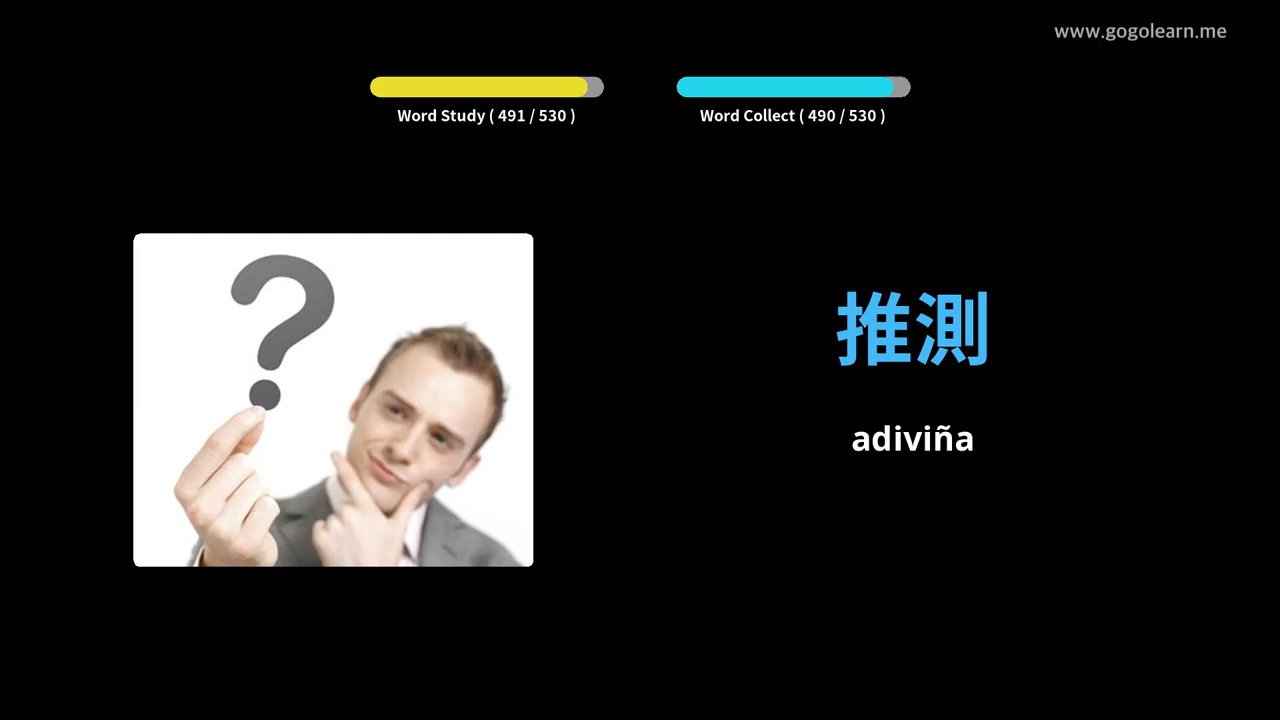 www.gogolearn.me
Word Study ( 491 / 530 )
Word Collect ( 490 / 530 )
?
推測
adiviña